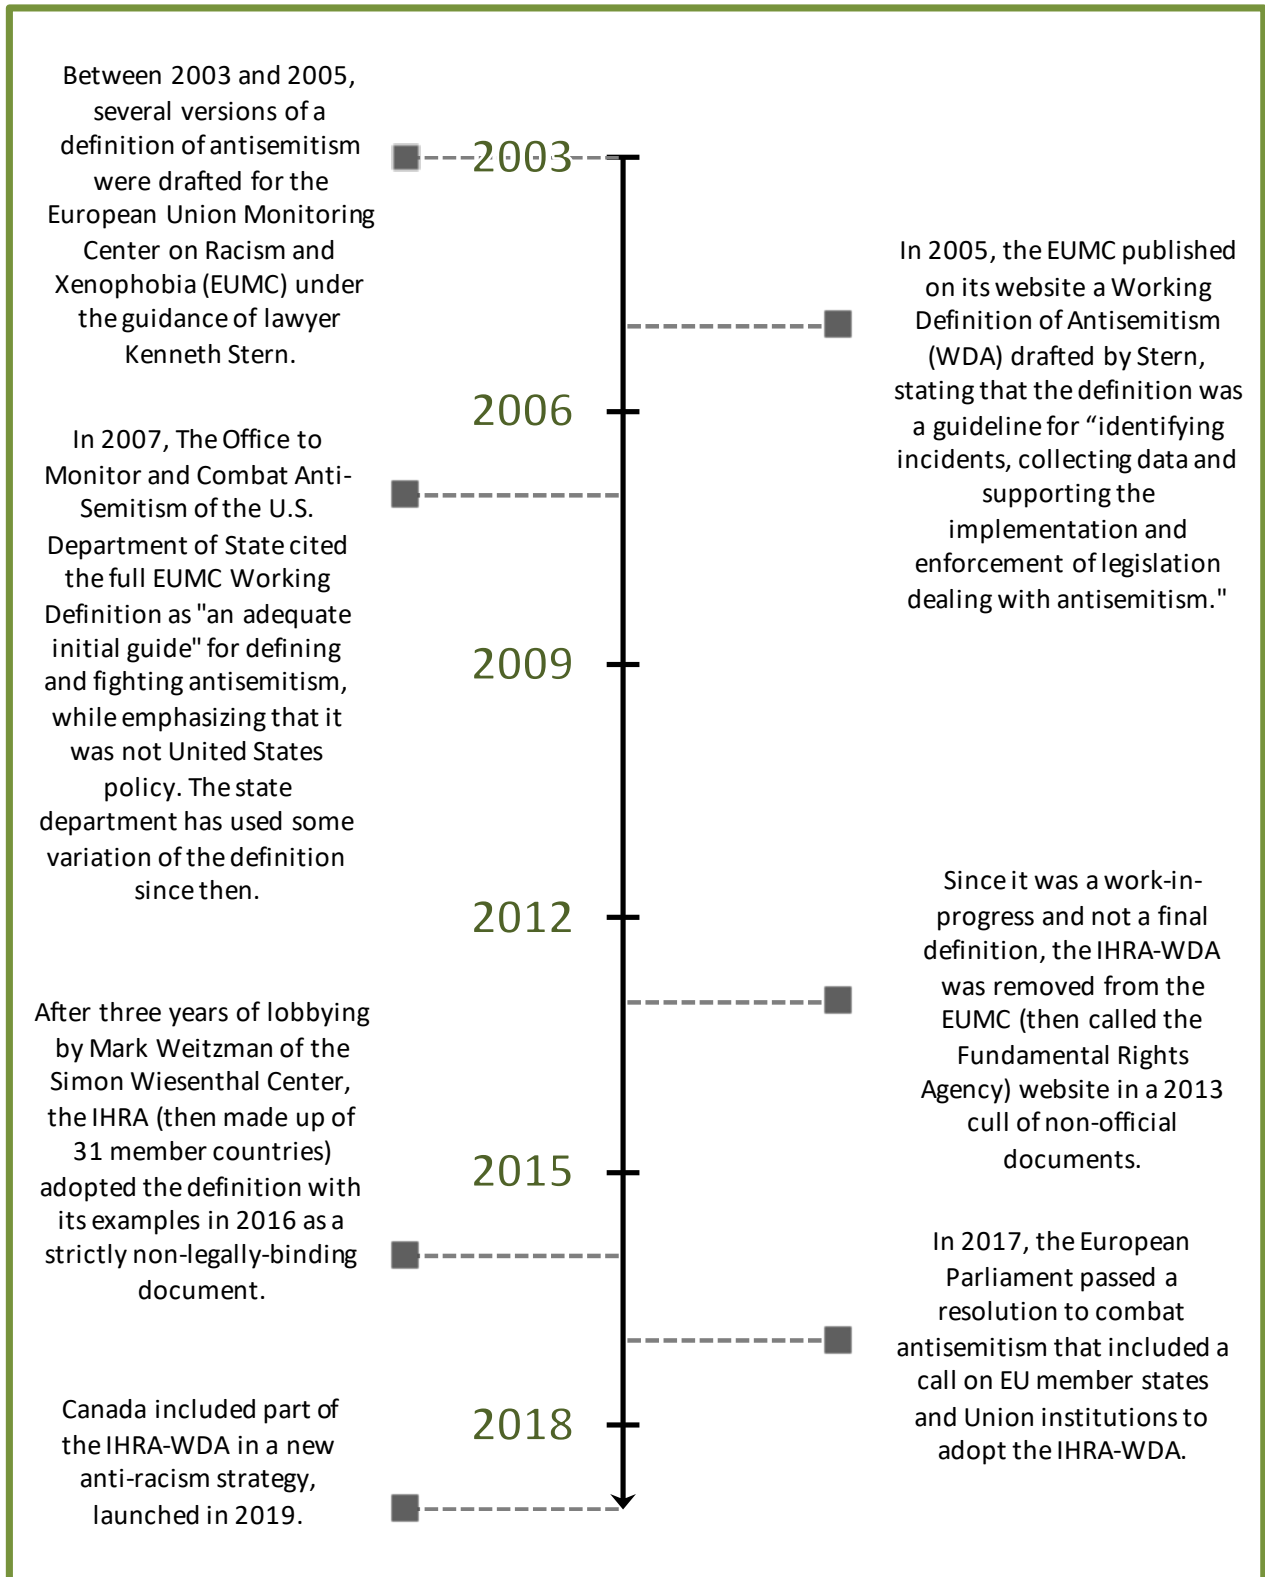 Between 2003 and 2005,
several versions of a
definition of antisemitism
were drafted for the
European Union Monitoring
Center on Racism and
Xenophobia (EUMC) under
the guidance of lawyer
Kenneth Stern.
2003
In 2005, the EUMC published
on its website a Working
Definition of Antisemitism
(WDA) drafted by Stern,
stating that the definition was
a guideline for “identifying
incidents, collecting data and
supporting the
implementation and
enforcement of legislation
dealing with antisemitism."
2006
In 2007, The Office to
Monitor and Combat Anti-
Semitism of the U.S.
Department of State cited
the full EUMC Working
Definition as "an adequate
initial guide" for defining
and fighting antisemitism,
while emphasizing that it
was not United States
policy. The state
department has used some
variation of the definition
since then.
2009
2012
Since it was a work-in-
progress and not a final
definition, the IHRA-WDA
was removed from the
EUMC (then called the
Fundamental Rights
Agency) website in a 2013
cull of non-official
documents.
After three years of lobbying
by Mark Weitzman of the
Simon Wiesenthal Center,
the IHRA (then made up of
31 member countries)
adopted the definition with
its examples in 2016 as a
strictly non-legally-binding
document.
2015
In 2017, the European
Parliament passed a
resolution to combat
antisemitism that included a
call on EU member states
and Union institutions to
adopt the IHRA-WDA.
2018
Canada included part of
the IHRA-WDA in a new
anti-racism strategy,
launched in 2019.